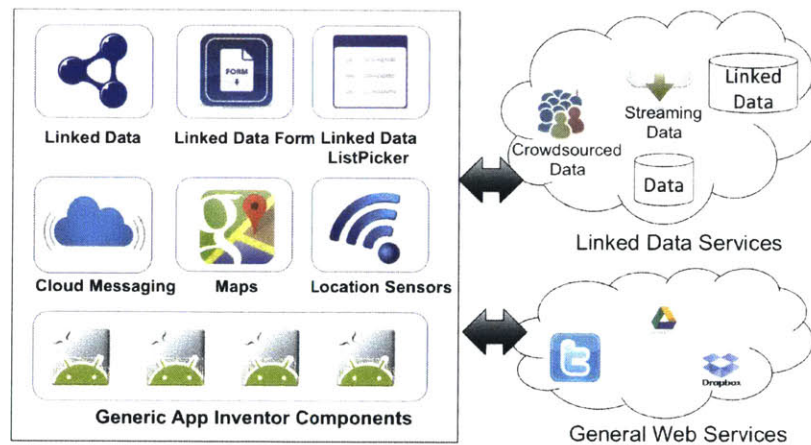 FORM
Linked Data
Linked Data Form
Linked Data
ListPicker
Cloud Messaging
Maps
Location Sensors
Generic App Inventor Components
Crowdsourced
Data
Streaming
Data
Linked
Data
Data
Linked Data Services
Dropbox
General Web Services